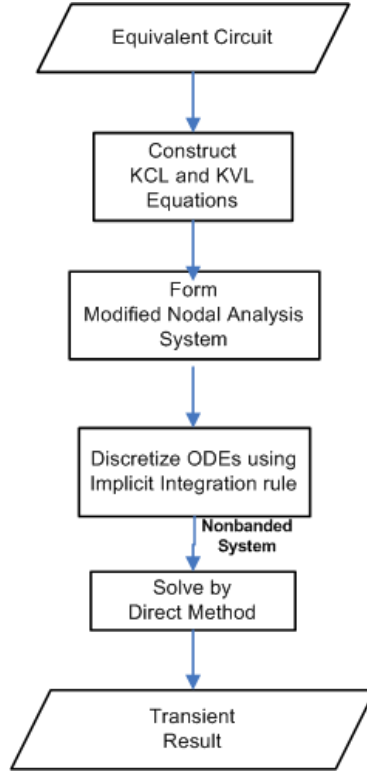 Equivalent Circuit
Construct
KCL and KVL
Equations
Form
Modified Nodal Analysis
System
Discretize ODEs using
Implicit Integration rule
Nonbanded
System
Solve by
Direct Method
Transient
Result